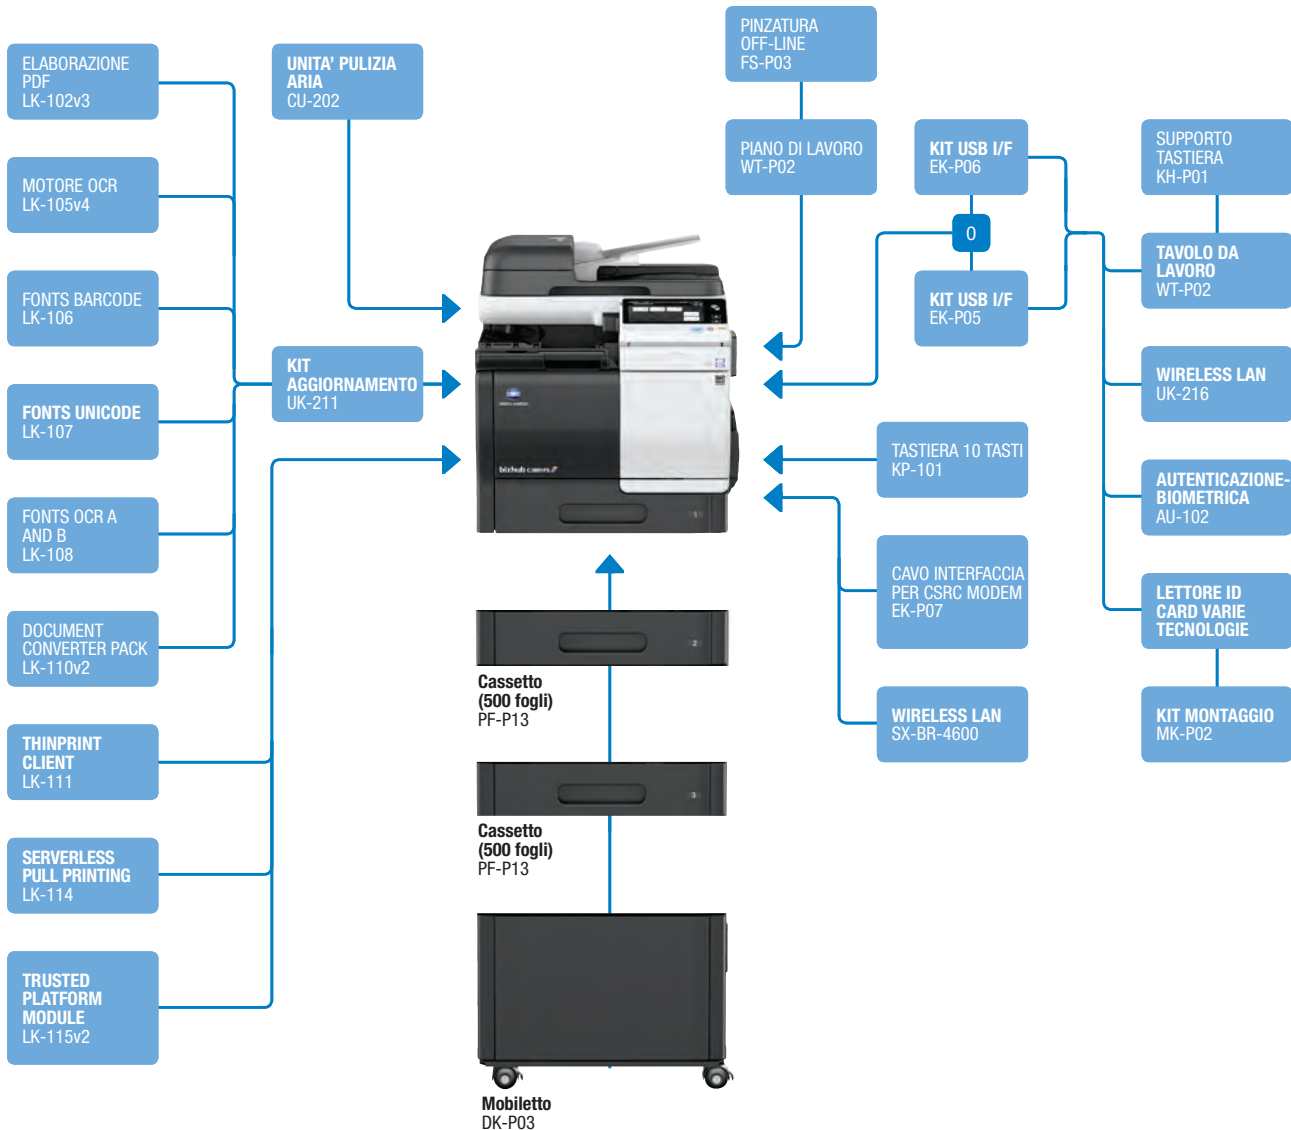 ELABORAZIONE
PDF
LK-102v3
MOTORE OCR
LK-105v4
FONTS BARCODE
LK-106
FONTS UNICODE
LK-107
FONTS OCR A
AND B
LK-108
DOCUMENT
CONVERTER PACK
LK-110v2
THINPRINT
CLIENT
LK-111
SERVERLESS
PULL PRINTING
LK-114
TRUSTED
PLATFORM
MODULE
LK-115v2
UNITA' PULIZIA
ARIA
CU-202
KIT
AGGIORNAMENTO
UK-211
bizhub
1
2
Cassetto
(500 fogli)
PF-P13
3
Cassetto
(500 fogli)
PF-P13
Mobiletto
DK-P03
PINZATURA
OFF-LINE
FS-P03
PIANO DI LAVORO
WT-P02
KIT USB I/F
EK-P06
0
KIT USB I/F
EK-P05
TASTIERA 10 TASTI
KP-101
CAVO INTERFACCIA
PER CSRC MODEM
EK-P07
WIRELESS LAN
SX-BR-4600
SUPPORTO
TASTIERA
KH-P01
TAVOLO DA
LAVORO
WT-P02
WIRELESS LAN
UK-216
AUTENTICAZIONE-
BIOMETRICA
AU-102
LETTORE ID
CARD VARIE
TECNOLOGIE
KIT MONTAGGIO
MK-P02